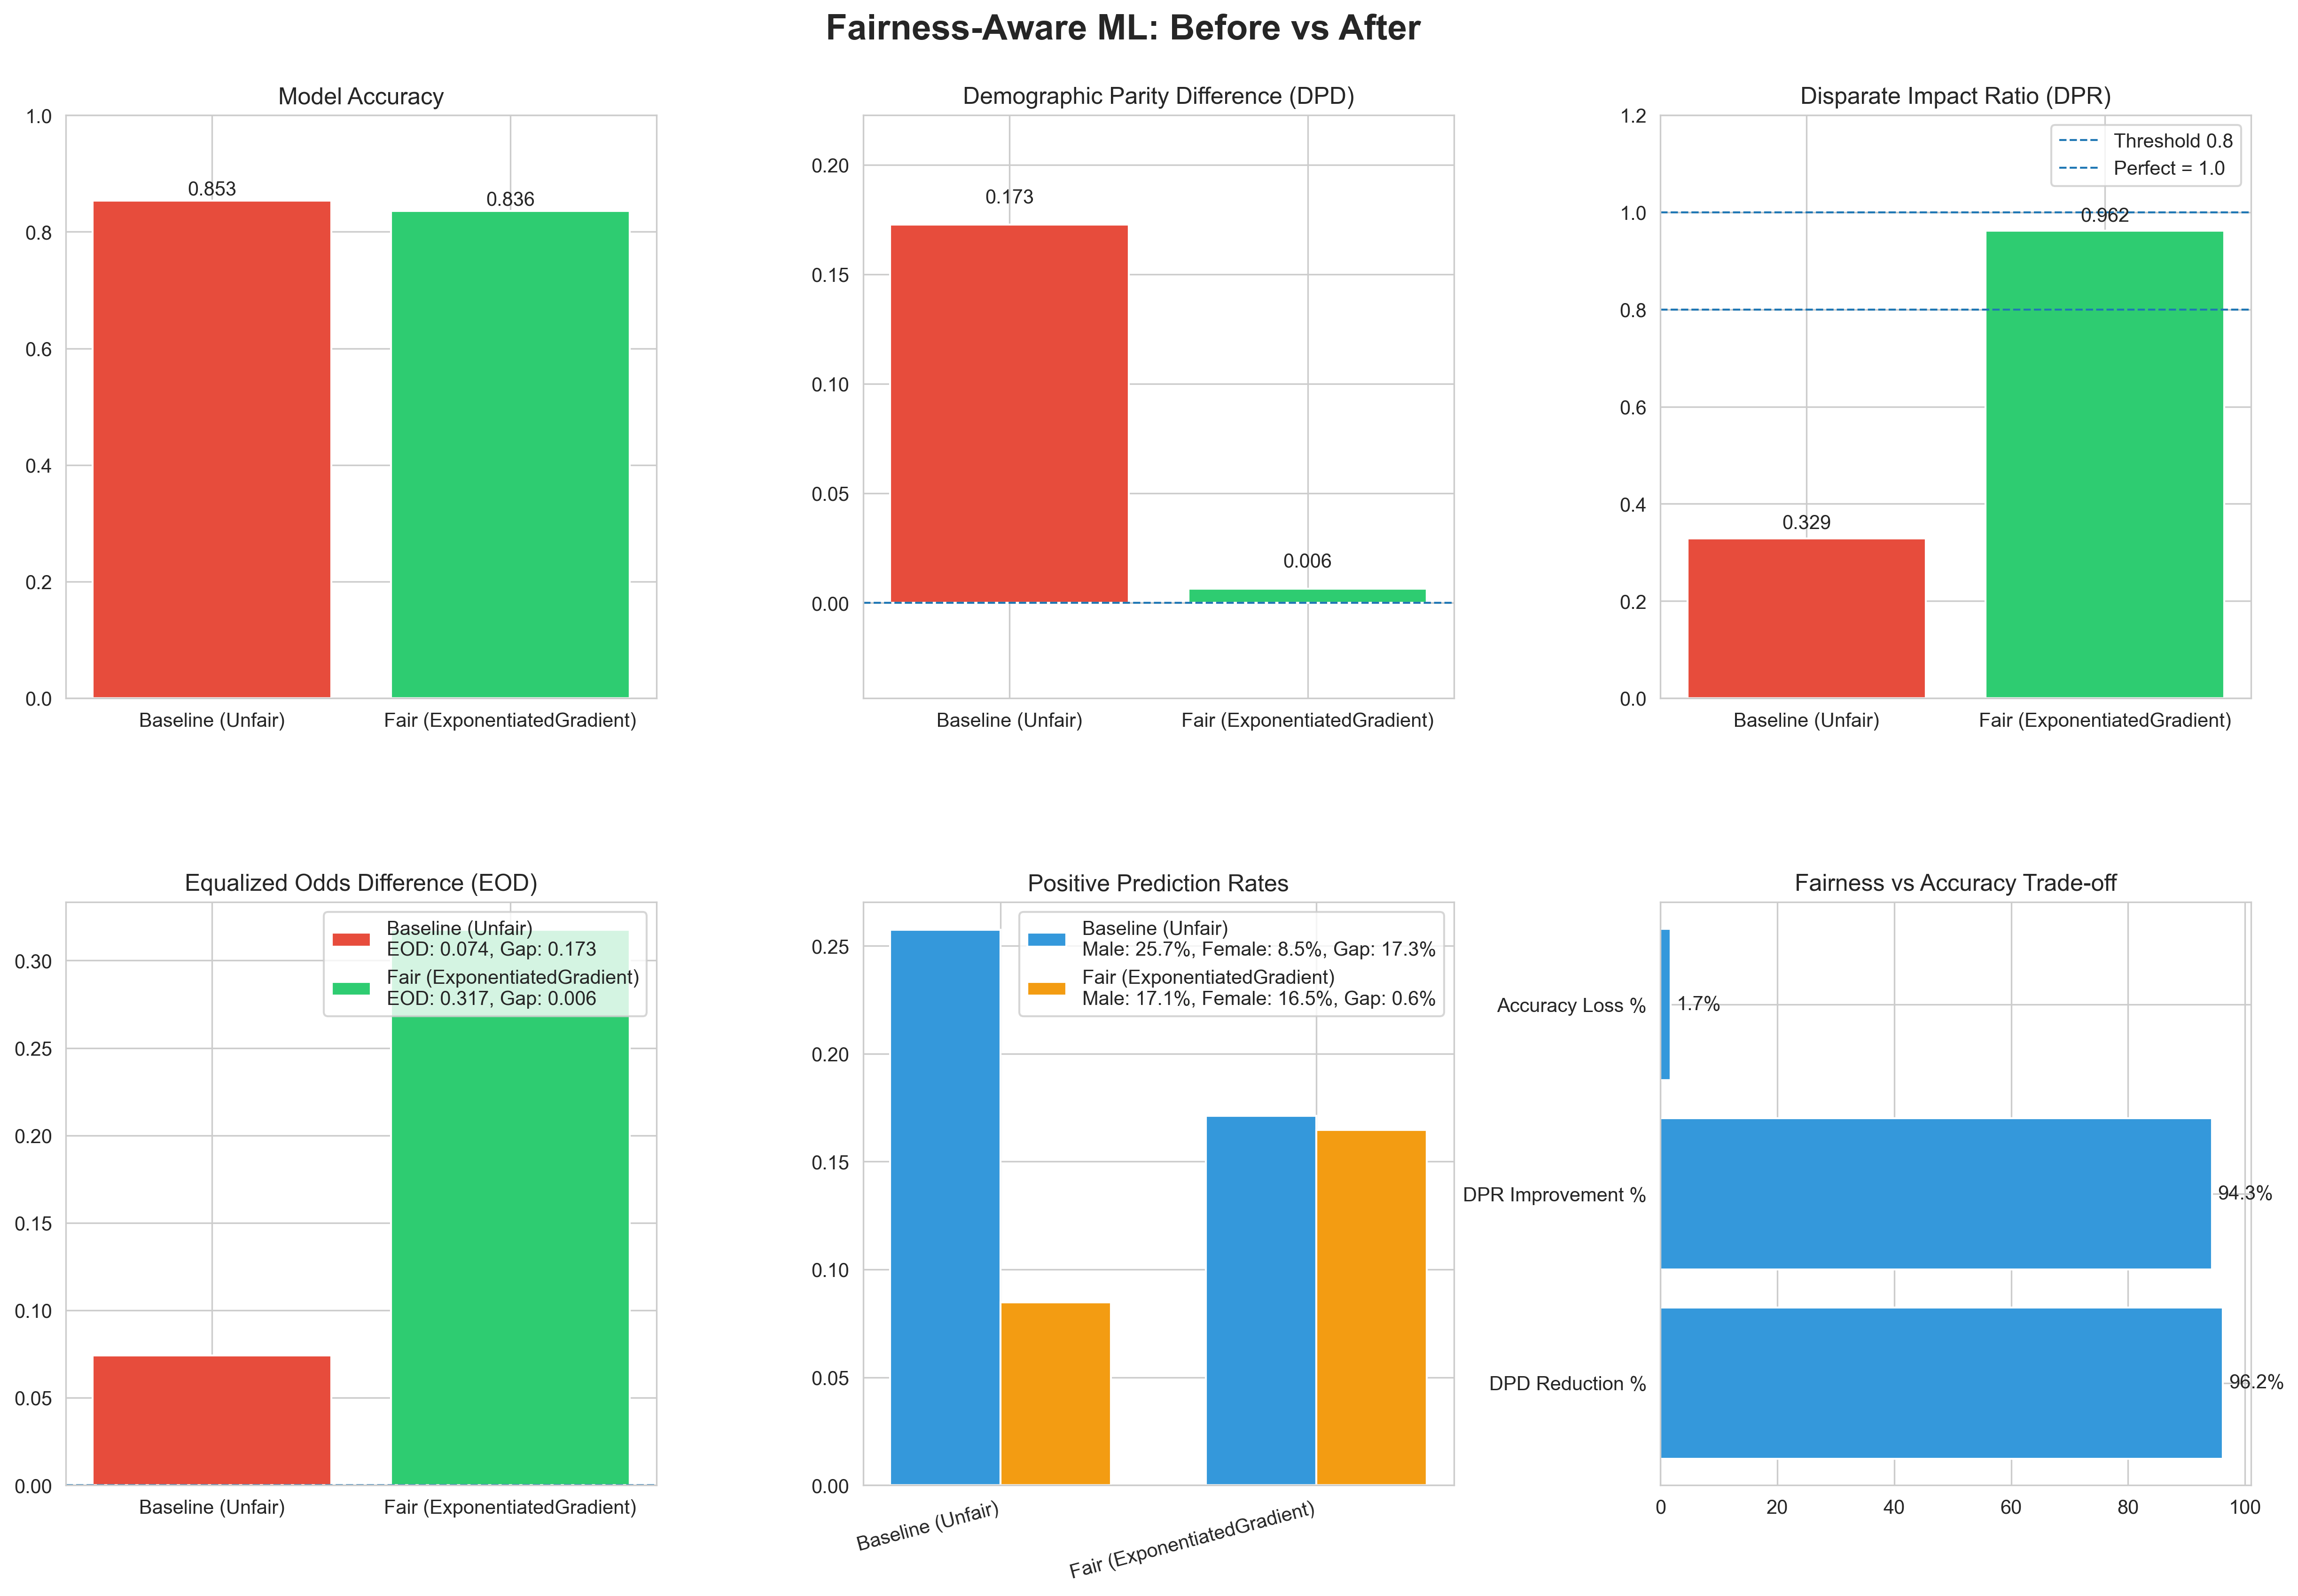 Fairness-Aware ML: Before vs After
Model Accuracy
1.0
0.8
0.6
0.4
0.2
0.0
0.853
0.836
Baseline (Unfair)
Fair (ExponentiatedGradient)
Demographic Parity Difference (DPD)
0.20
0.15
0.10
0.05
0.00
0.173
0.006
Baseline (Unfair)
Fair (ExponentiatedGradient)
Disparate Impact Ratio (DPR)
1.2
1.0
0.8
0.6
0.4
0.2
0.0
Threshold 0.8
Perfect = 1.0
0.329
0.962
Baseline (Unfair)
Fair (ExponentiatedGradient)
Equalized Odds Difference (EOD)
0.30
0.25
0.20
0.15
0.10
0.05
0.00
Baseline (Unfair)
EOD: 0.074, Gap: 0.173
Fair (ExponentiatedGradient)
EOD: 0.317, Gap: 0.006
Baseline (Unfair)
Fair (ExponentiatedGradient)
Positive Prediction Rates
0.25
0.20
0.15
0.10
0.05
0.00
Baseline (Unfair)
Male: 25.7%, Female: 8.5%, Gap: 17.3%
Fair (ExponentiatedGradient)
Male: 17.1%, Female: 16.5%, Gap: 0.6%
Baseline (Unfair)
Fair (ExponentiatedGradient)
Fairness vs Accuracy Trade-off
Accuracy Loss %
1.7%
DPR Improvement %
94.3%
DPD Reduction %
96.2%
0
20
40
60
80
100